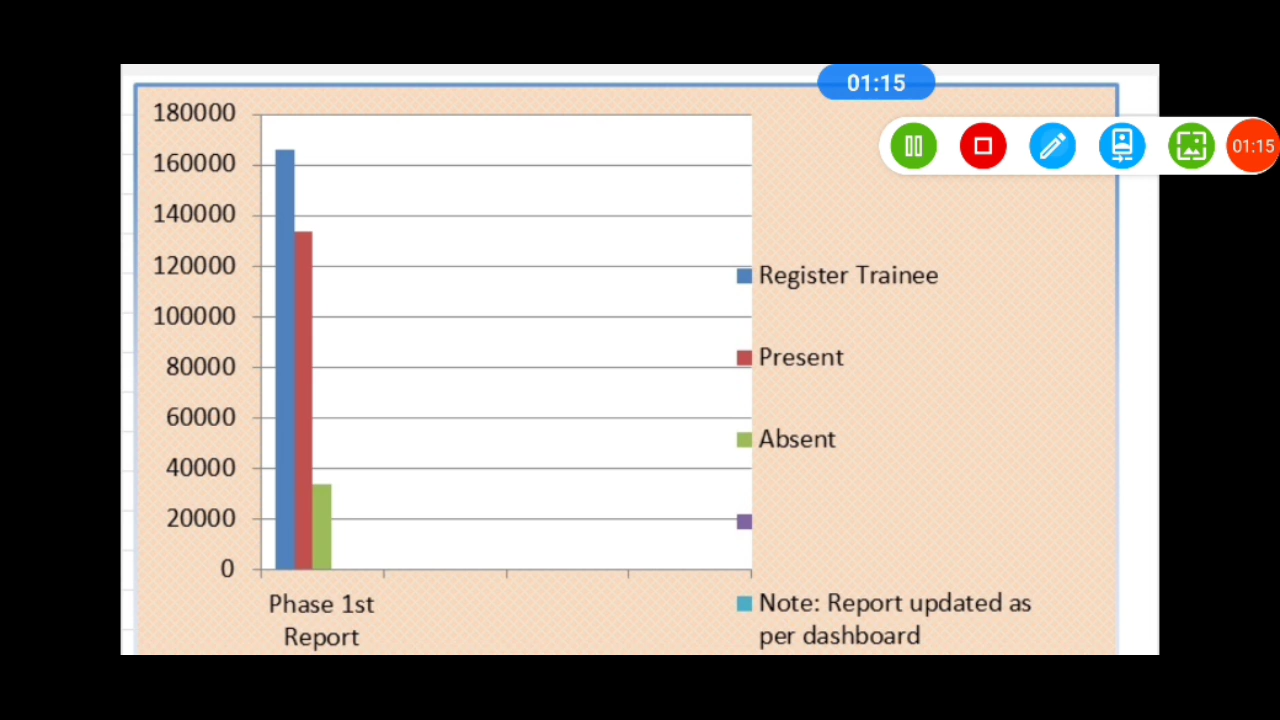 01:15
01:15
180000
160000
140000
120000
100000
80000
60000
40000
20000
0
Phase 1st
Report
Register Trainee
Present
Absent
Note: Report updated as
per dashboard